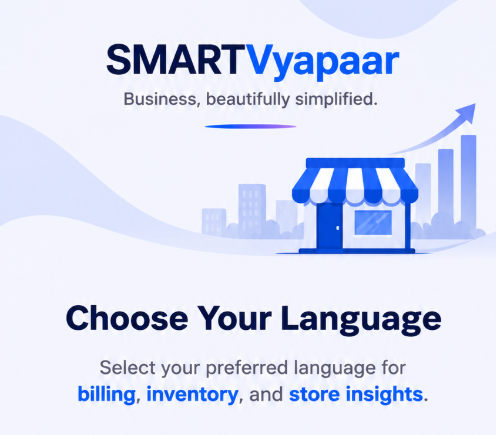 SMARTVyapaar
Business, beautifully simplified.
Choose Your Language
Select your preferred language for
billing, inventory, and store insights.